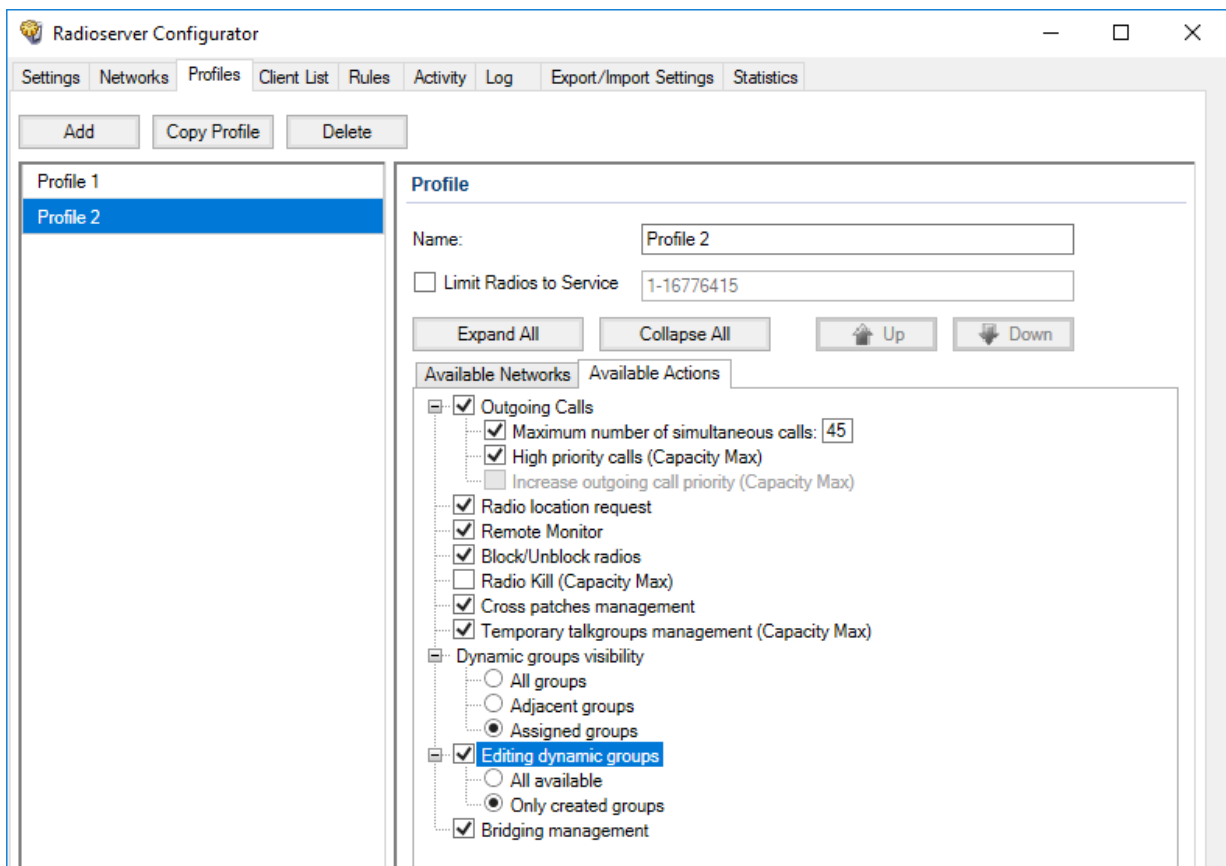 Radioserver Configurator
Settings Networks Profiles Client List Rules Activity Log Export/Import Settings Statistics
Add Copy Profile Delete
Profile 1
Profile 2
Profile
Name: Profile 2
Limit Radios to Service 1-16776415
Expand All Collapse All Up Down
Available Networks Available Actions
Outgoing Calls
Maximum number of simultaneous calls: 45
High priority calls (Capacity Max)
Increase outgoing call priority (Capacity Max)
Radio location request
Remote Monitor
Block/Unblock radios
Radio Kill (Capacity Max)
Cross patches management
Temporary talkgroups management (Capacity Max)
Dynamic groups visibility
All groups
Adjacent groups
Assigned groups
Editing dynamic groups
All available
Only created groups
Bridging management